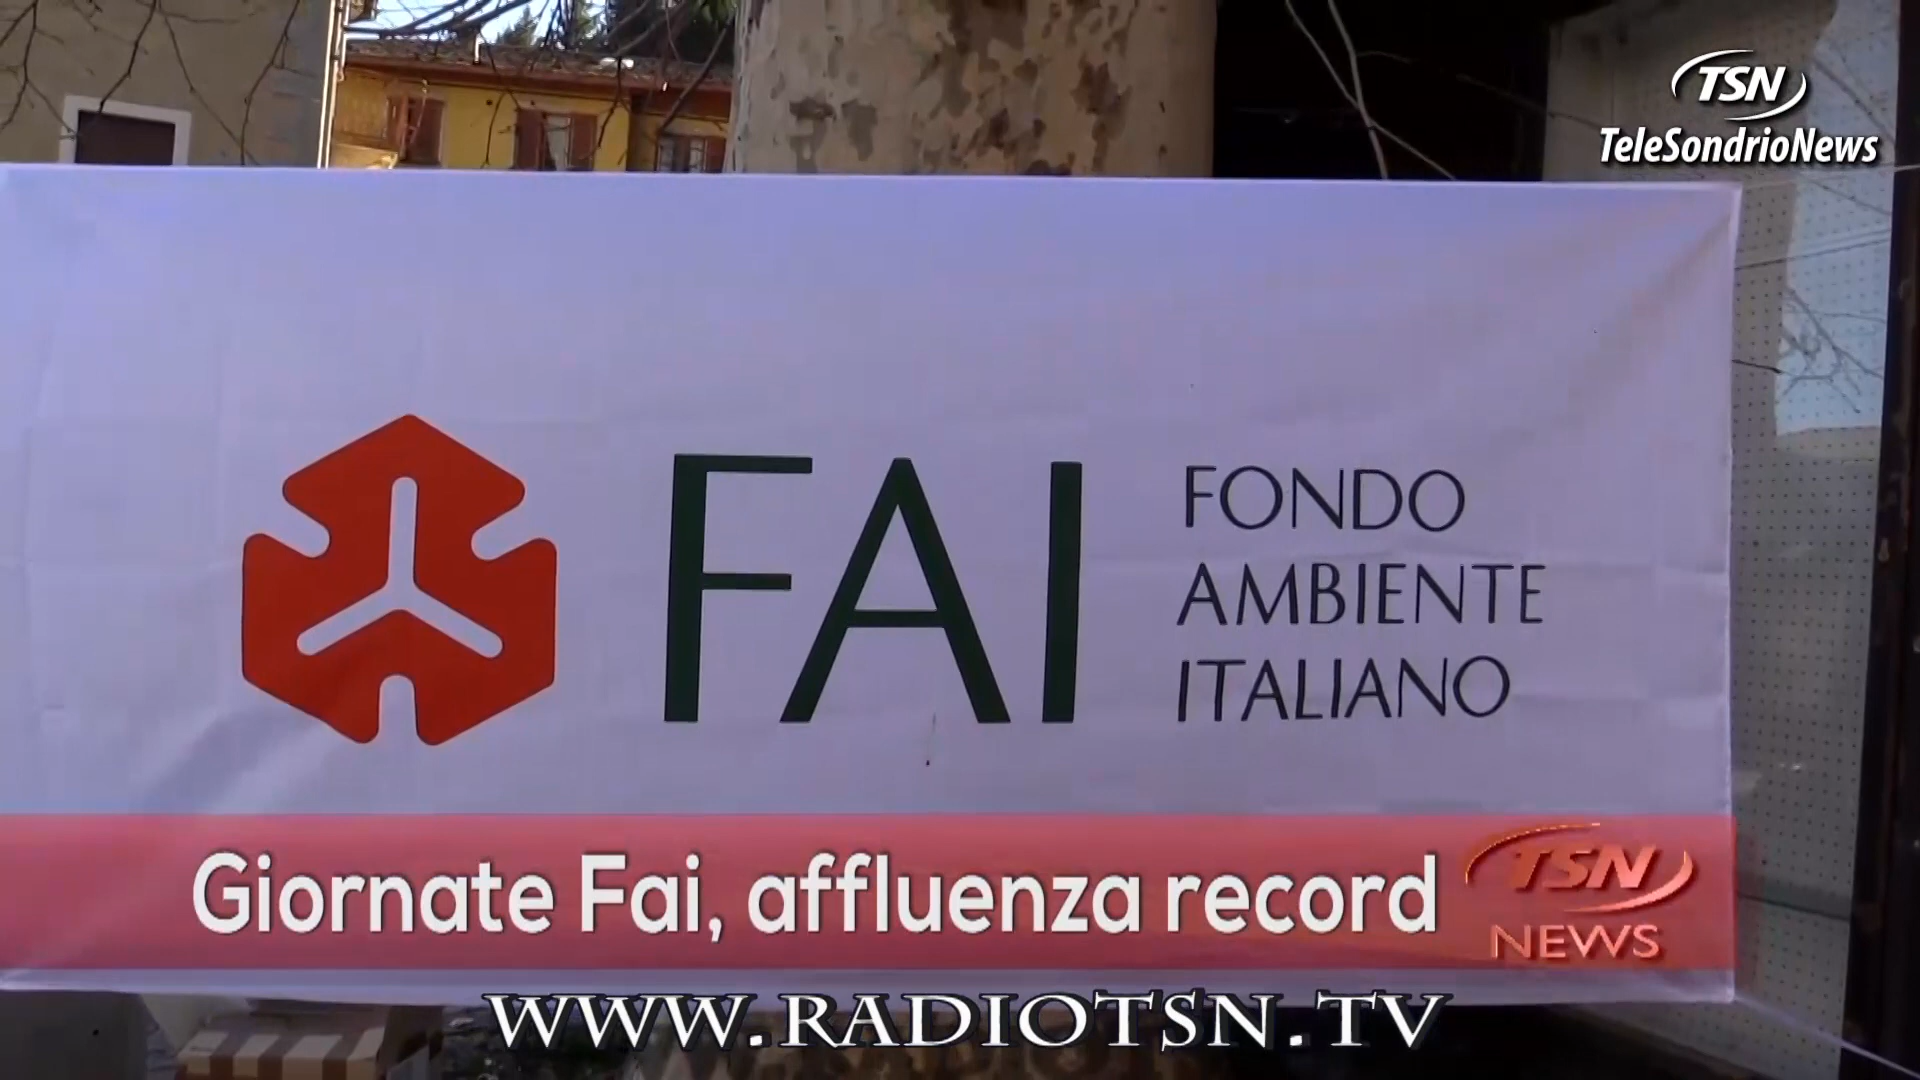 TSN
TeleSondrioNews
FAI
FONDO
AMBIENTE
ITALIANO
Giornate Fai, affluenza record
TSN
NEWS
WWW.RADIOTSN.TV